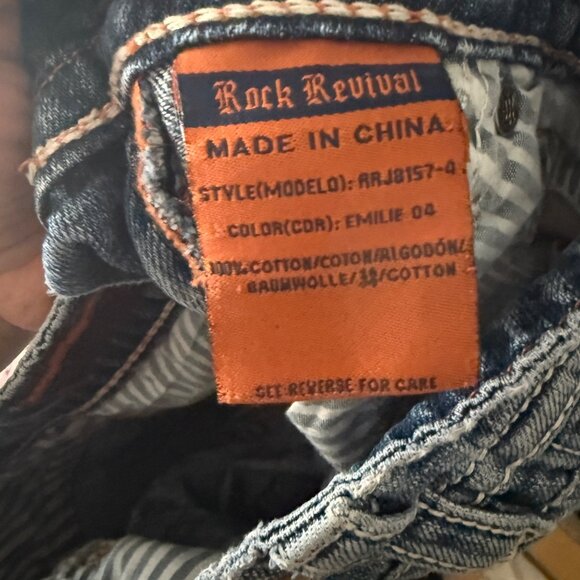 Rock Revival
MADE IN CHINA
STYLE(MODELO): RRJ8157-Q
COLOR(COR): EMILIE 04
100% COTTON/COTON/ALGODÓN/
BAUMWOLLE/棉/COTTON
SEE REVERSE FOR CARE